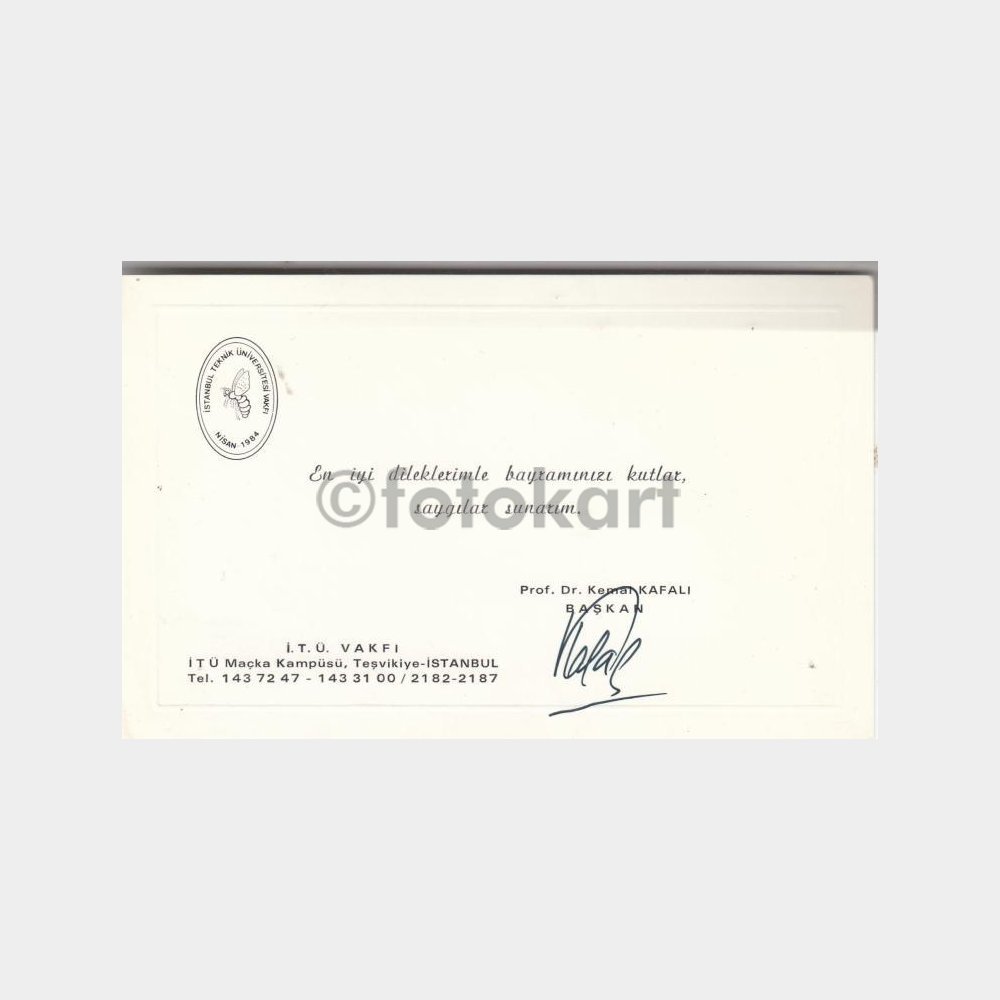 İSTANBUL TEKNİK ÜNİVERSİTESİ VAKFI
NİSAN 1984
En iyi dileklerimle bayramınızı kutlar,
saygılar sunarım.
©fotokart
Prof. Dr. Kemal KAFALI
BAŞKAN
İ.T.Ü. VAKFI
İTÜ Maçka Kampüsü, Teşvikiye-İSTANBUL
Tel. 143 72 47 - 143 31 00 / 2182-2187